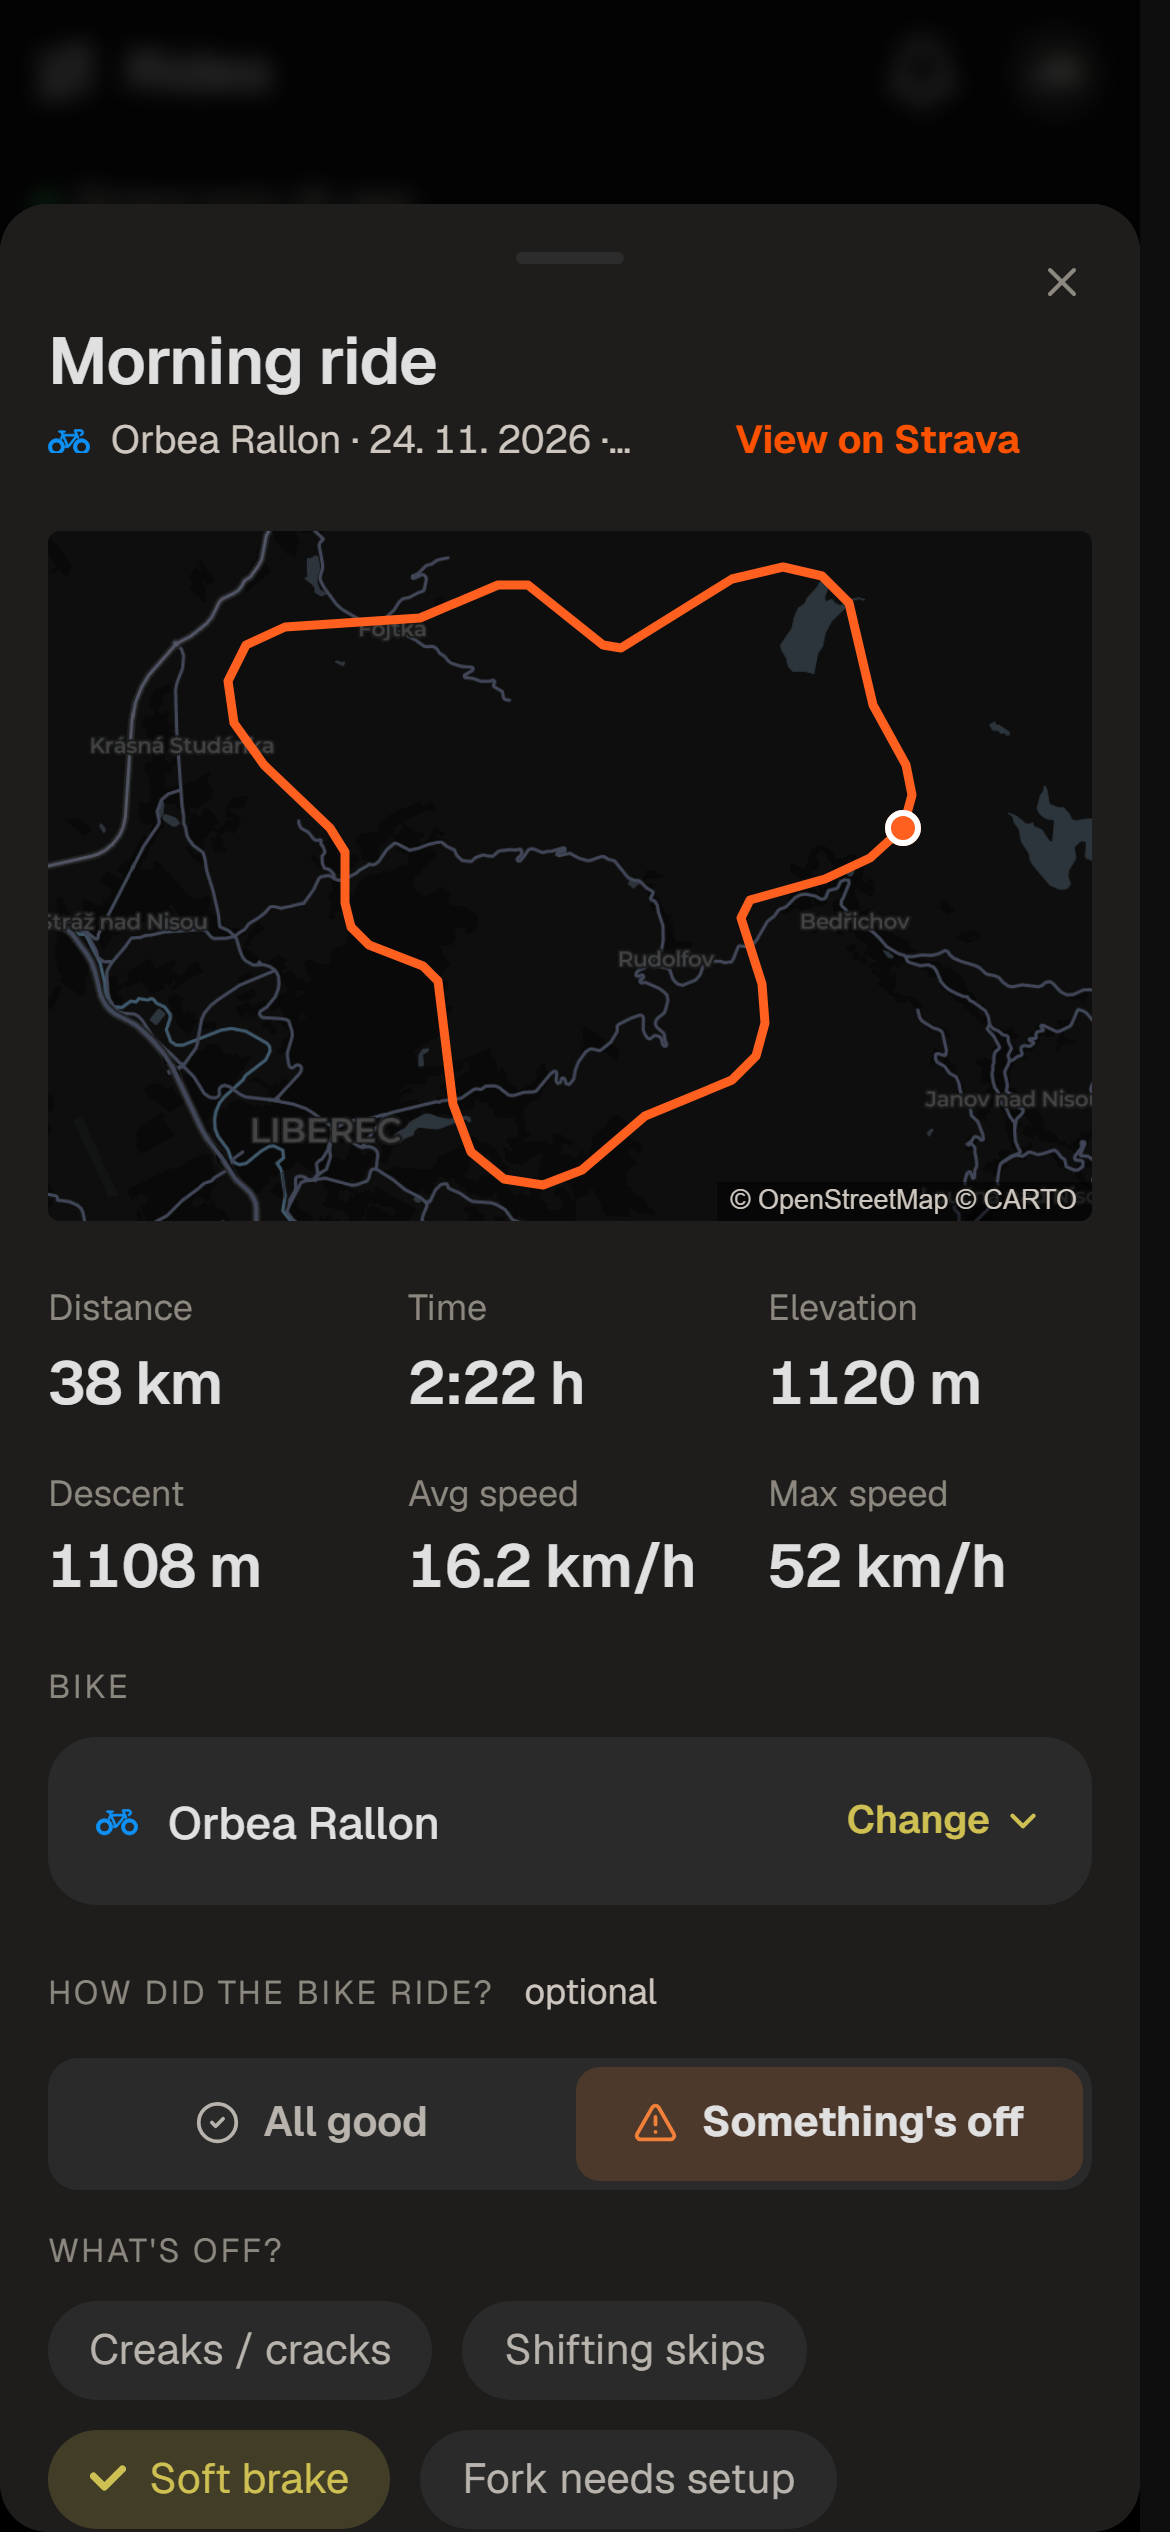 Morning ride
Orbea Rallon · 24. 11. 2026 ·...
View on Strava
Fojtka
Krásná Studánka
Stráž nad Nisou
Bedřichov
Rudolfov
Janov nad Nisou
LIBEREC
© OpenStreetMap © CARTO
Distance
Time
Elevation
38 km
2:22 h
1120 m
Descent
Avg speed
Max speed
1108 m
16.2 km/h
52 km/h
BIKE
Orbea Rallon
Change
HOW DID THE BIKE RIDE? optional
All good
Something's off
WHAT'S OFF?
Creaks / cracks
Shifting skips
Soft brake
Fork needs setup